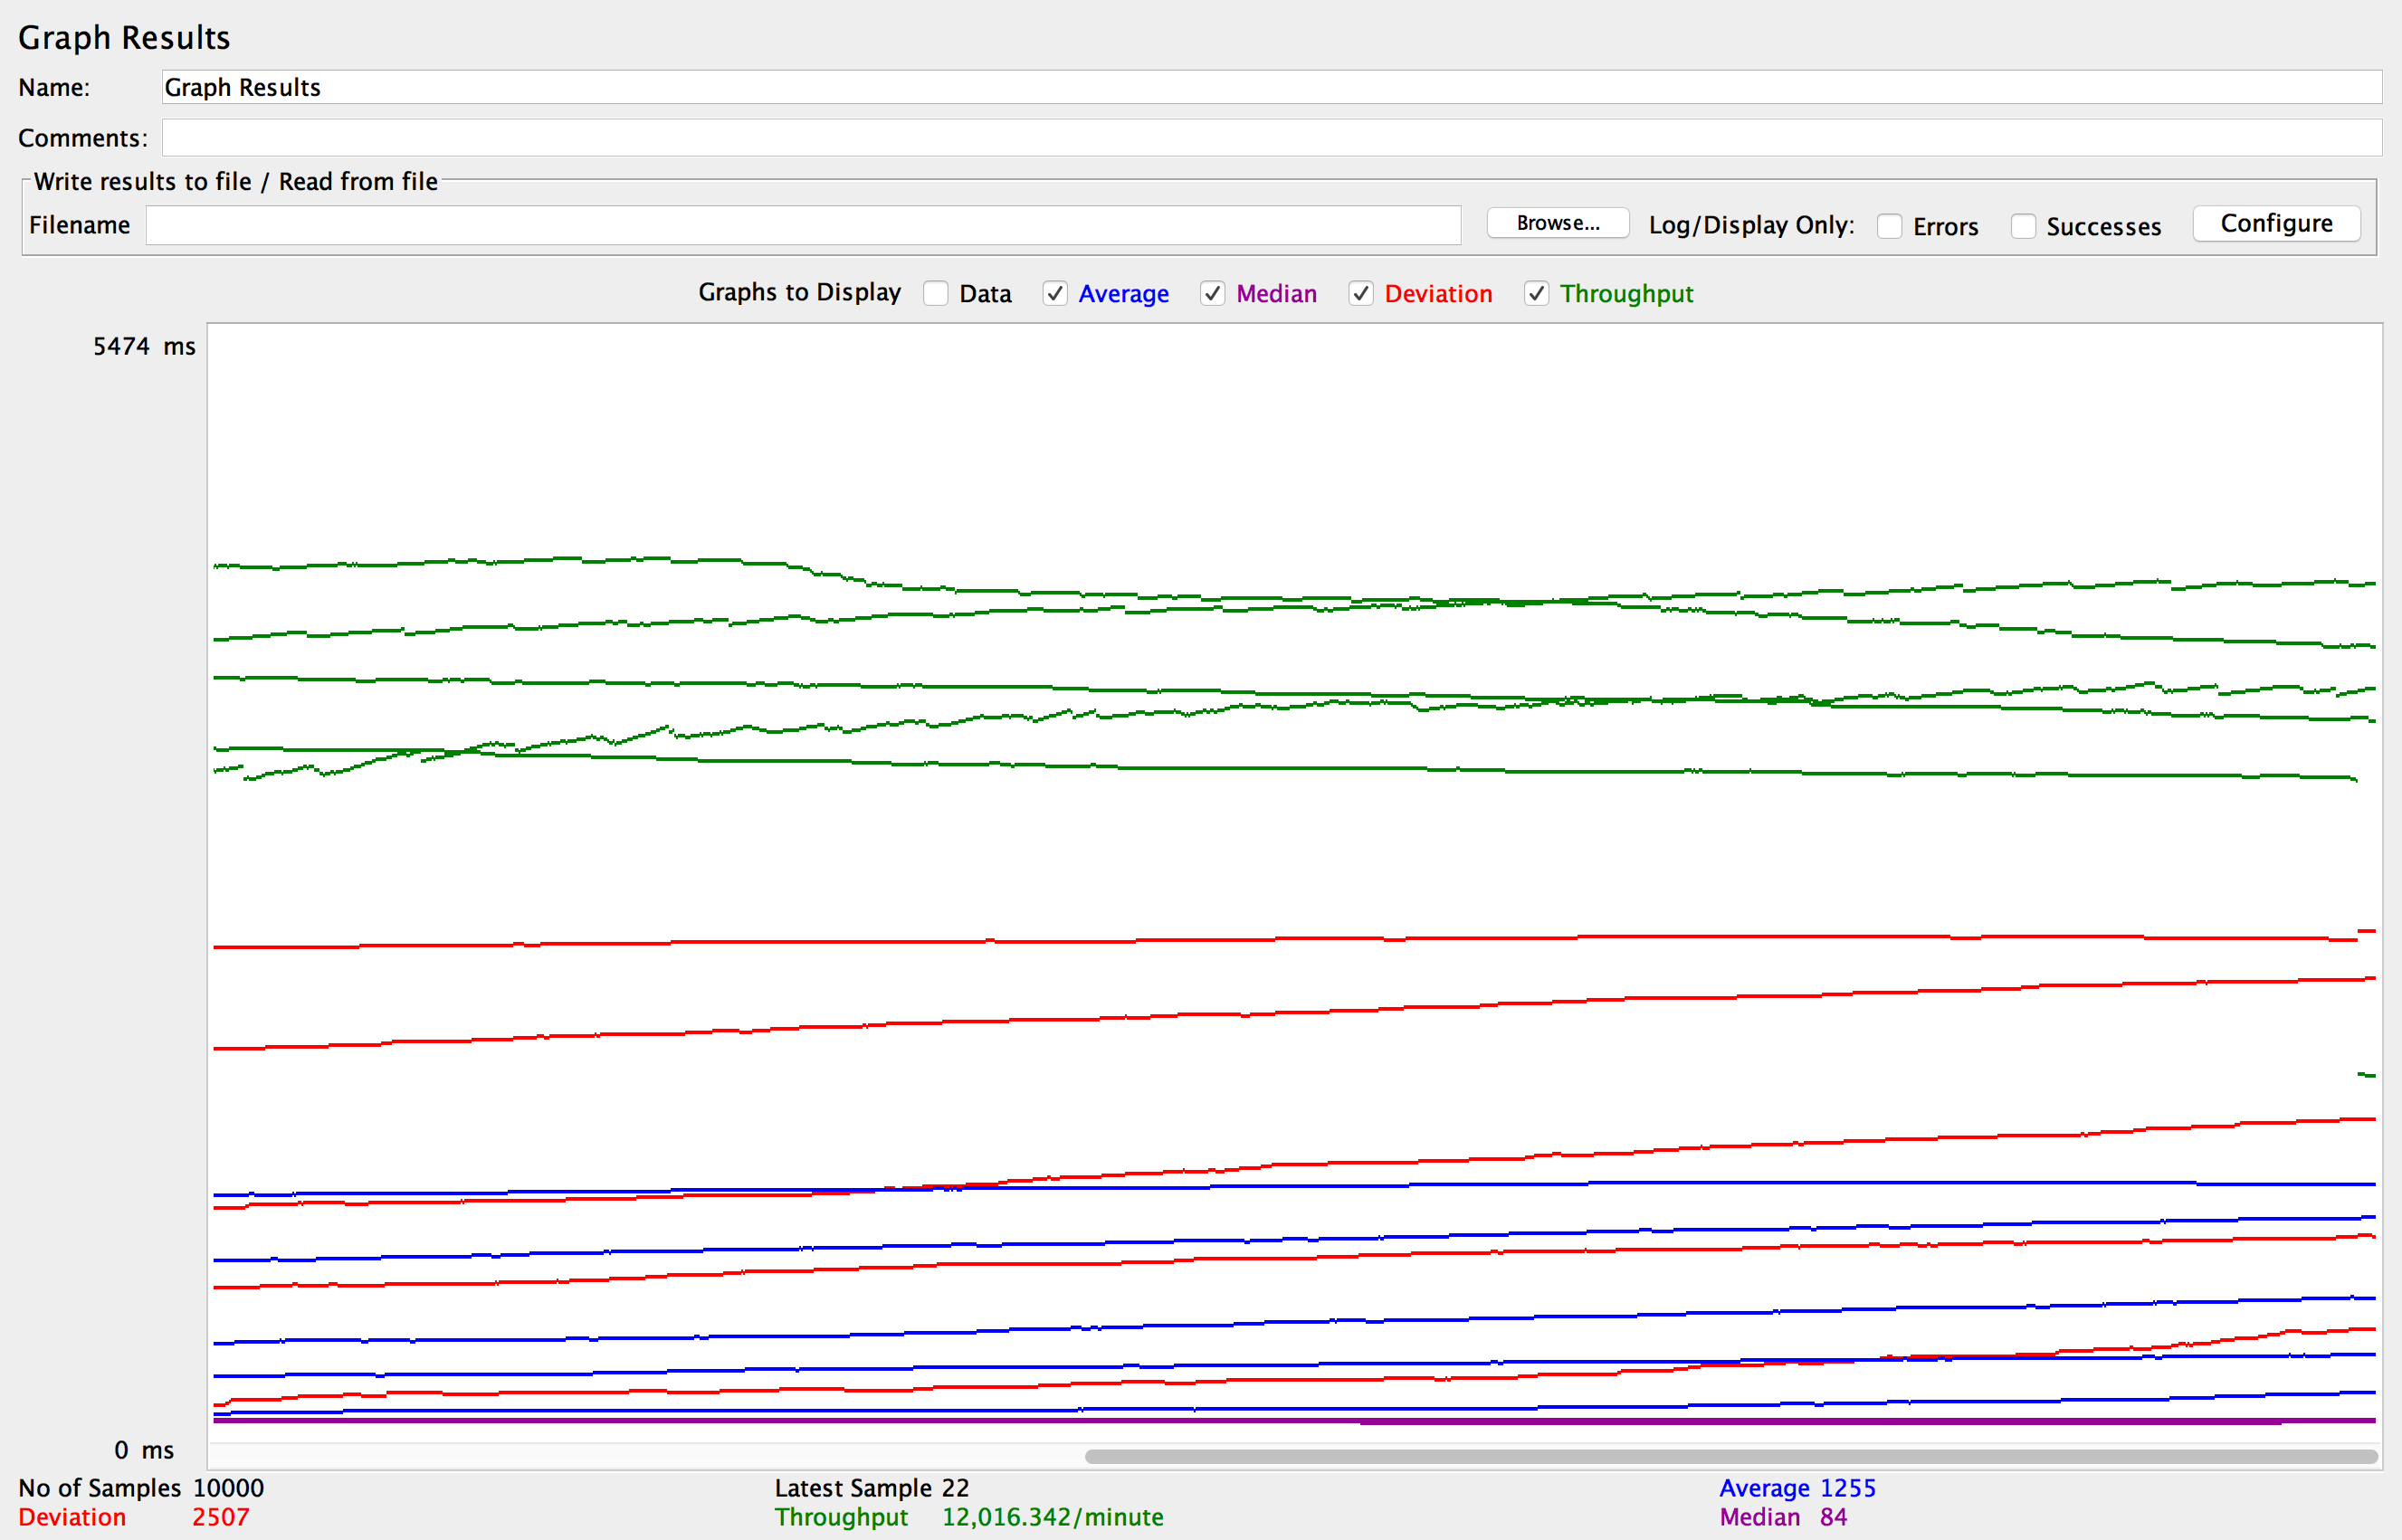 Graph Results
Name: Graph Results
Comments:
Write results to file / Read from file
Filename Browse... Log/Display Only: Errors Successes Configure
Graphs to Display Data Average Median Deviation Throughput
5474 ms
0 ms
No of Samples 10000 Latest Sample 22 Average 1255
Deviation 2507 Throughput 12,016.342/minute Median 84